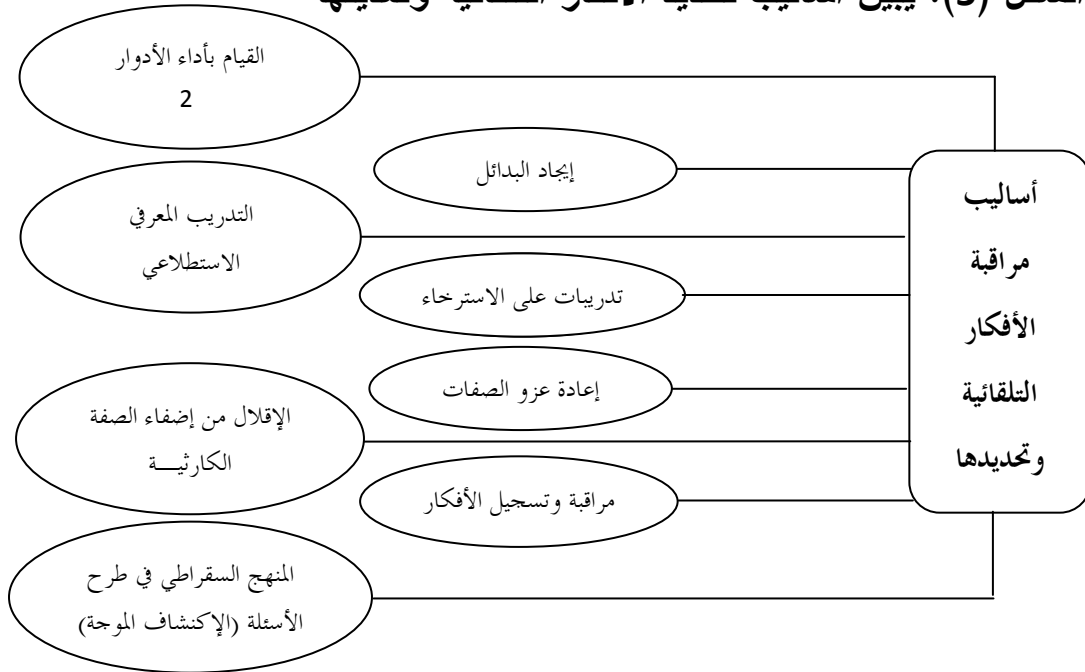 القيام بأداء الأدوار
2
إيجاد البدائل
التدريب المعرفي
الاستطلاعي
تدريبات على الاسترخاء
إعادة عزو الصفات
الإقلال من إضفاء الصفة
الكارثيـــة
مراقبة وتسجيل الأفكار
المنهج السقراطي في طرح
الأسئلة (الإكنشاف الموجة)
أساليب
مراقبة
الأفكار
التلقائية
وتحديدها